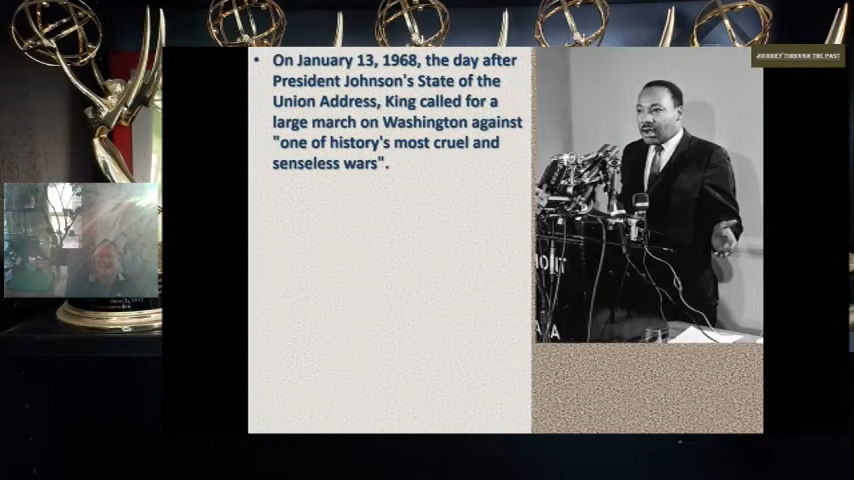 JOURNEY THROUGH THE PAST
• On January 13, 1968, the day after
President Johnson's State of the
Union Address, King called for a
large march on Washington against
"one of history's most cruel and
senseless wars".